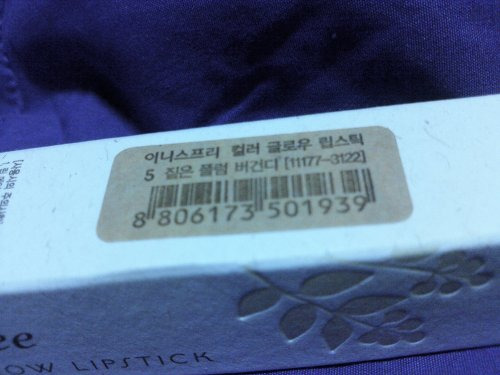 이니스프리 컬러 글로우 립스틱
5 짙은 플럼 버건디 [11177-3122]
8 806173 501939
ee
OW LIPSTICK